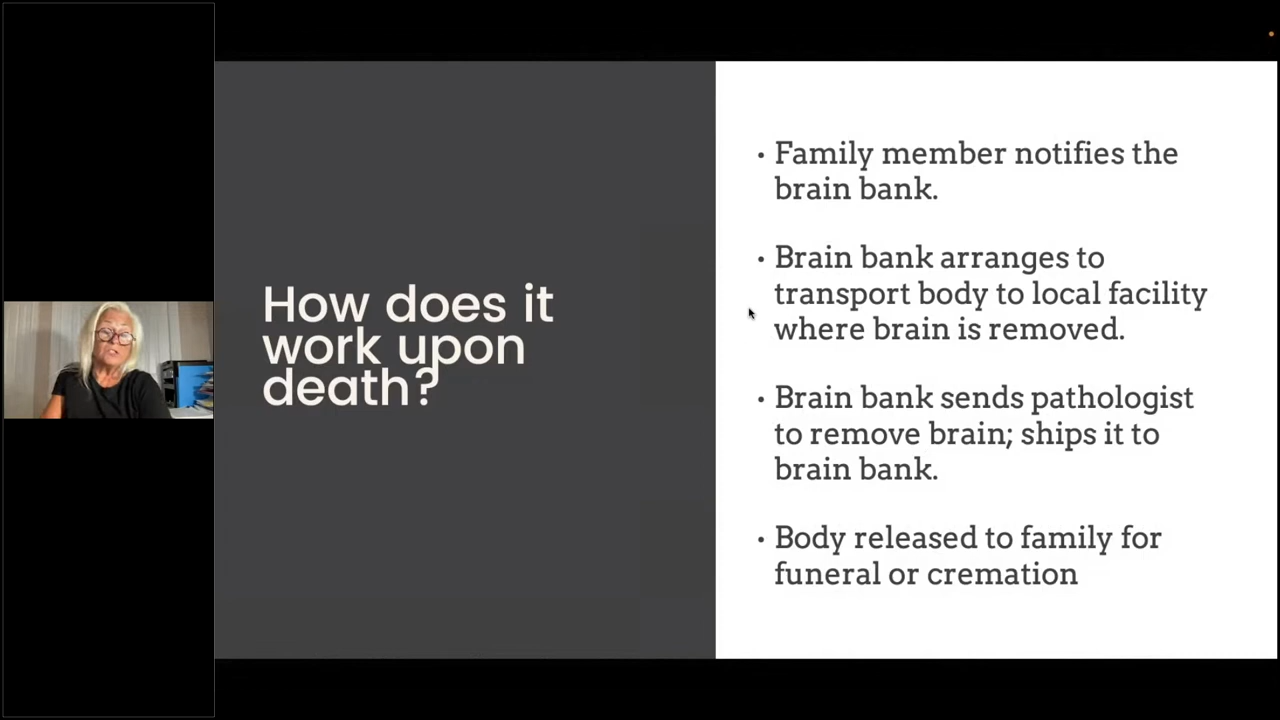 How does it
work upon
death?
• Family member notifies the
brain bank.
• Brain bank arranges to
transport body to local facility
where brain is removed.
• Brain bank sends pathologist
to remove brain; ships it to
brain bank.
• Body released to family for
funeral or cremation